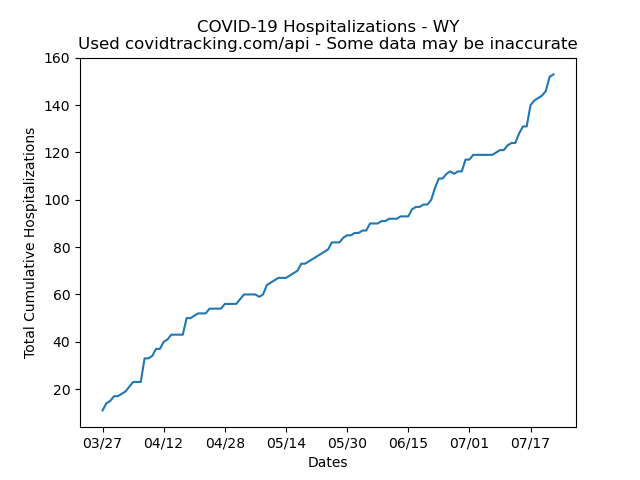 COVID-19 Hospitalizations - WY
Used covidtracking.com/api - Some data may be inaccurate
160
140
120
100
80
60
40
20
Total Cumulative Hospitalizations
03/27 04/12 04/28 05/14 05/30 06/15 07/01 07/17
Dates